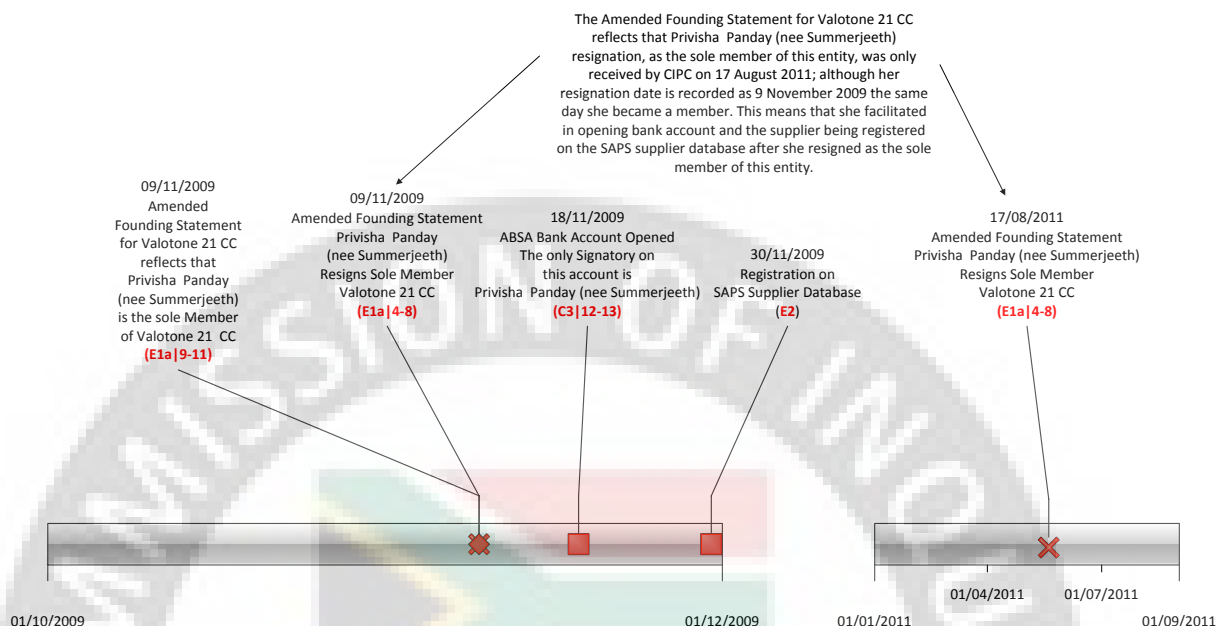 The Amended Founding Statement for Valotone 21 CC
reflects that Privisha Panday (nee Summerjeeth)
resignation, as the sole member of this entity, was only
received by CIPC on 17 August 2011; although her
resignation date is recorded as 9 November 2009 the same
day she became a member. This means that she facilitated
in opening bank account and the supplier being registered
on the SAPS supplier database after she resigned as the sole
member of this entity.
09/11/2009
Amended
Founding Statement
for Valotone 21 CC
reflects that
Privisha Panday
(nee Summerjeeth)
is the sole Member
of Valotone 21 CC
(E1a|9-11)
09/11/2009
Amended Founding Statement
Privisha Panday
(nee Summerjeeth)
Resigns Sole Member
Valotone 21 CC
(E1a|4-8)
18/11/2009
ABSA Bank Account Opened
The only Signatory on
this account is
Privisha Panday (nee Summerjeeth)
(C3|12-13)
30/11/2009
Registration on
SAPS Supplier Database
(E2)
17/08/2011
Amended Founding Statement
Privisha Panday (nee Summerjeeth)
Resigns Sole Member
Valotone 21 CC
(E1a|4-8)
01/10/2009
01/12/2009
01/01/2011
01/04/2011
01/07/2011
01/09/2011
MMISSION OF INQU